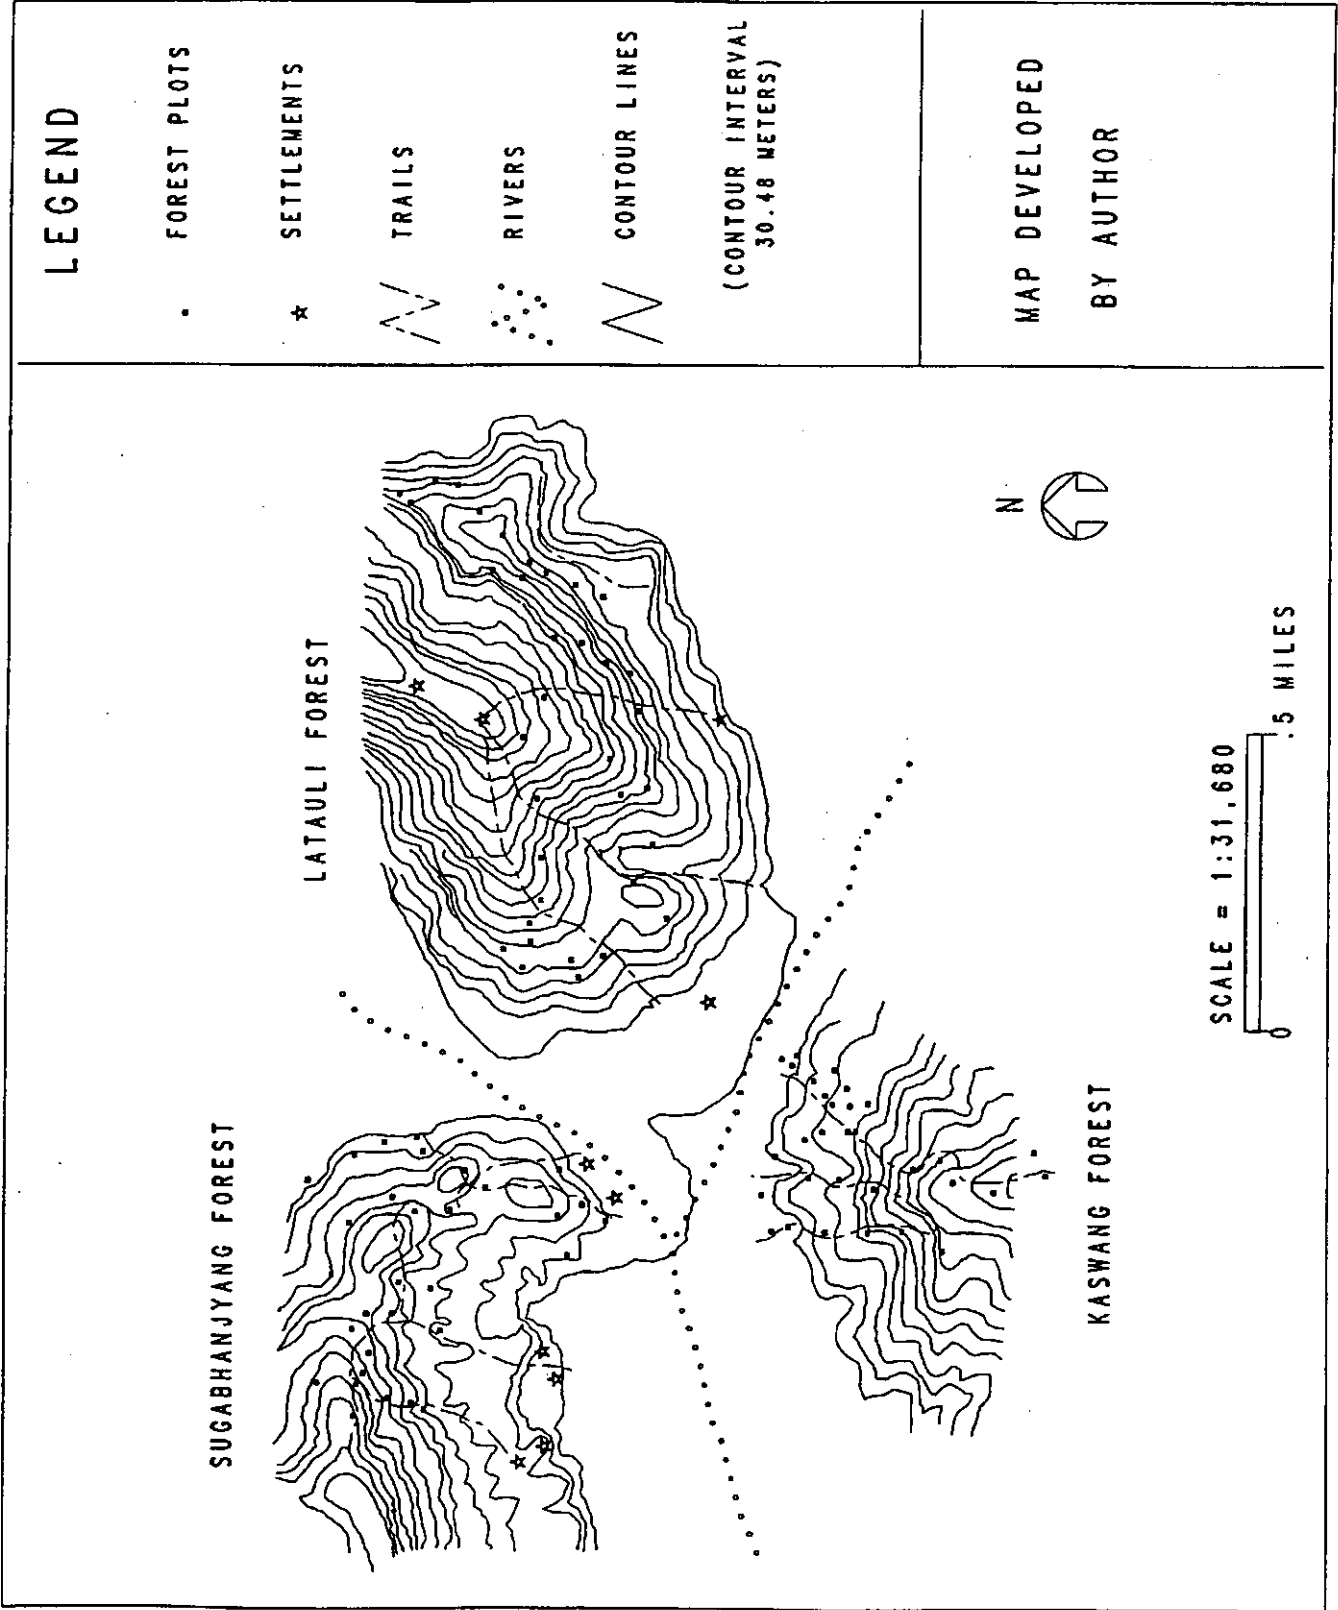 LEGEND
FOREST PLOTS
SETTLEMENTS
TRAILS
RIVERS
CONTOUR LINES
(CONTOUR INTERVAL
30.48 METERS)
MAP DEVELOPED
BY AUTHOR
SUGABHANJYANG FOREST
LATAULI FOREST
KASWANG FOREST
N
SCALE = 1:31,680
0 .5 MILES